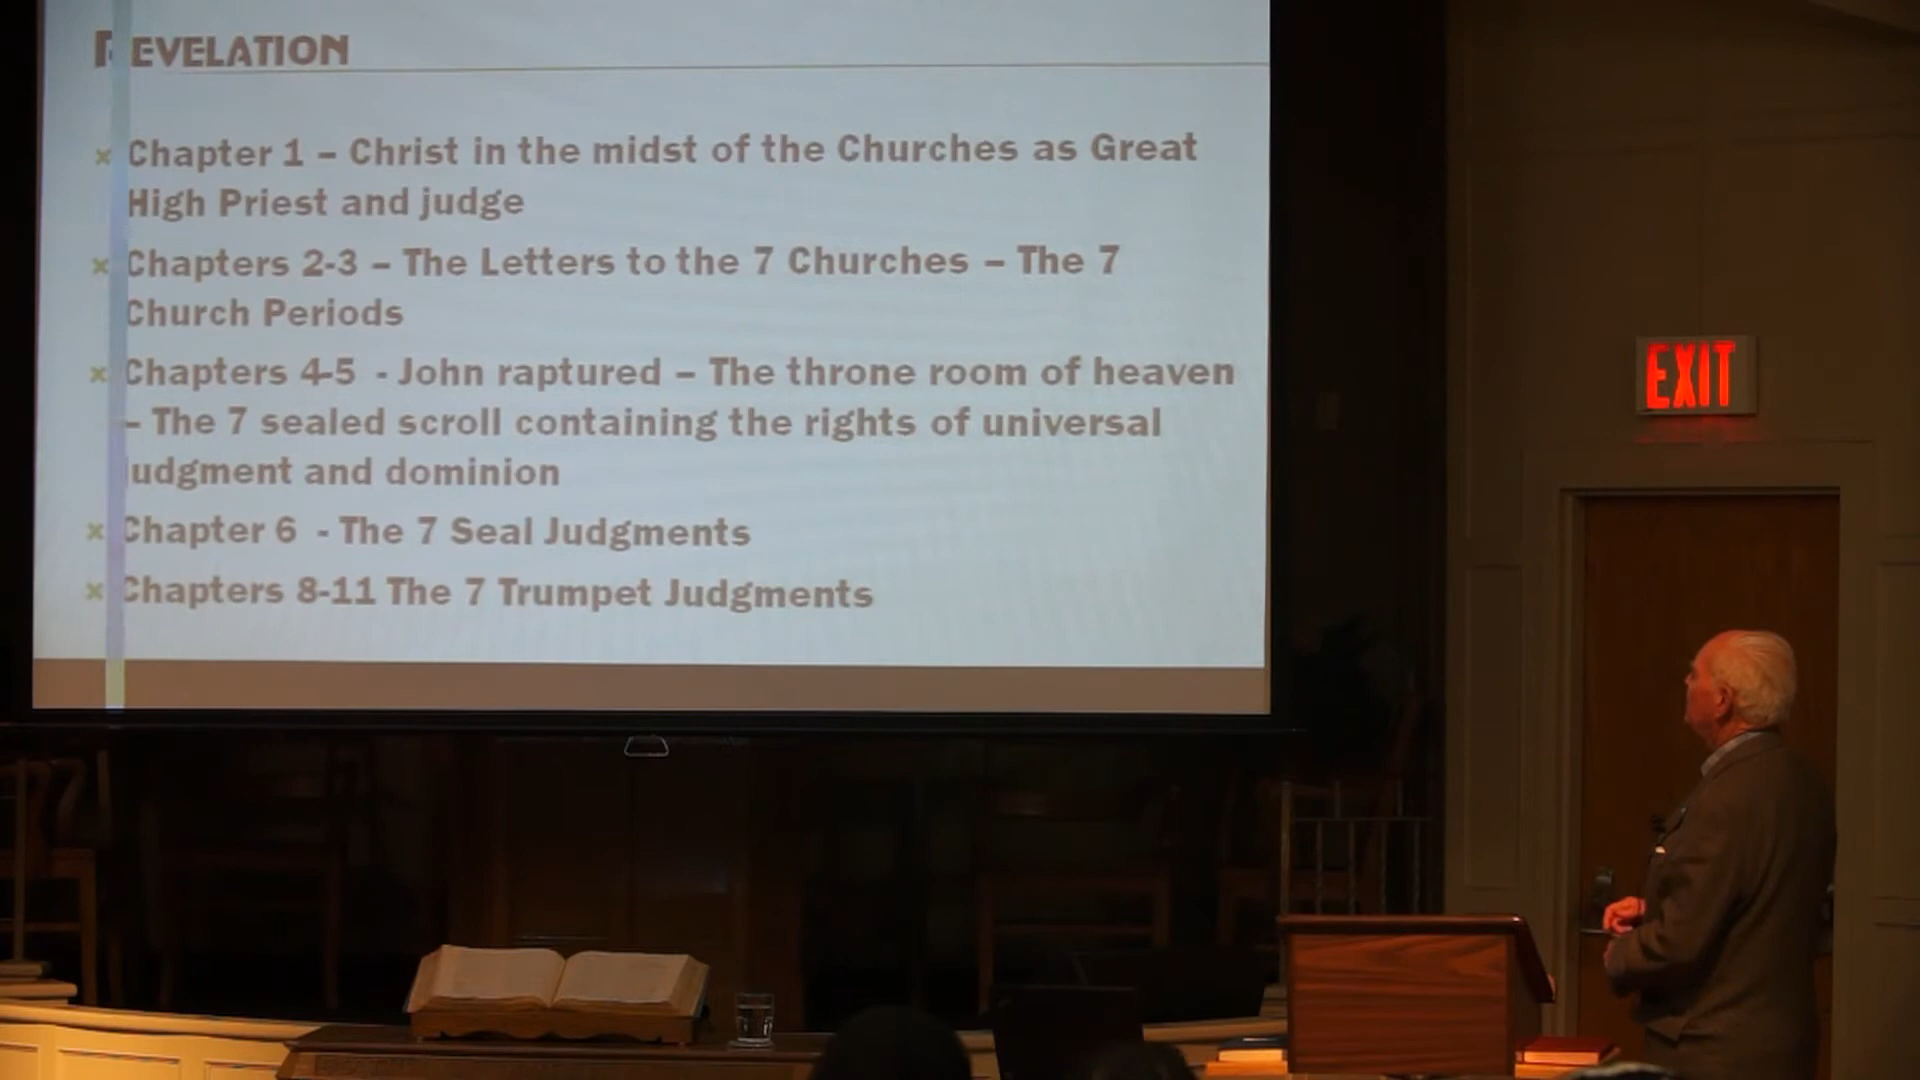 REVELATION
× Chapter 1 – Christ in the midst of the Churches as Great
High Priest and judge
× Chapters 2-3 – The Letters to the 7 Churches – The 7
Church Periods
× Chapters 4-5 - John raptured – The throne room of heaven
– The 7 sealed scroll containing the rights of universal
judgment and dominion
× Chapter 6 - The 7 Seal Judgments
× Chapters 8-11 The 7 Trumpet Judgments
EXIT